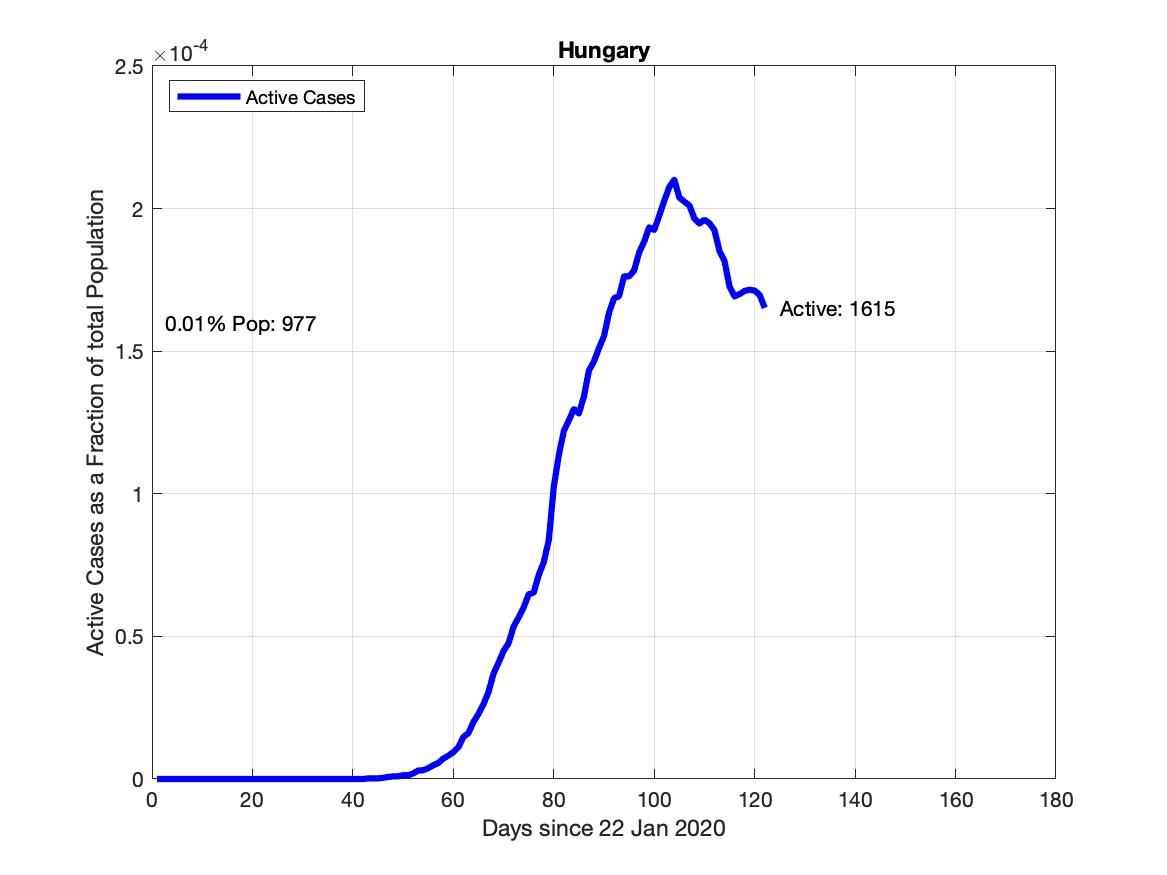 Hungary
×10-4
2.5
2
1.5
1
0.5
0
Active Cases
0.01% Pop: 977
Active: 1615
Active Cases as a Fraction of total Population
0 20 40 60 80 100 120 140 160 180
Days since 22 Jan 2020